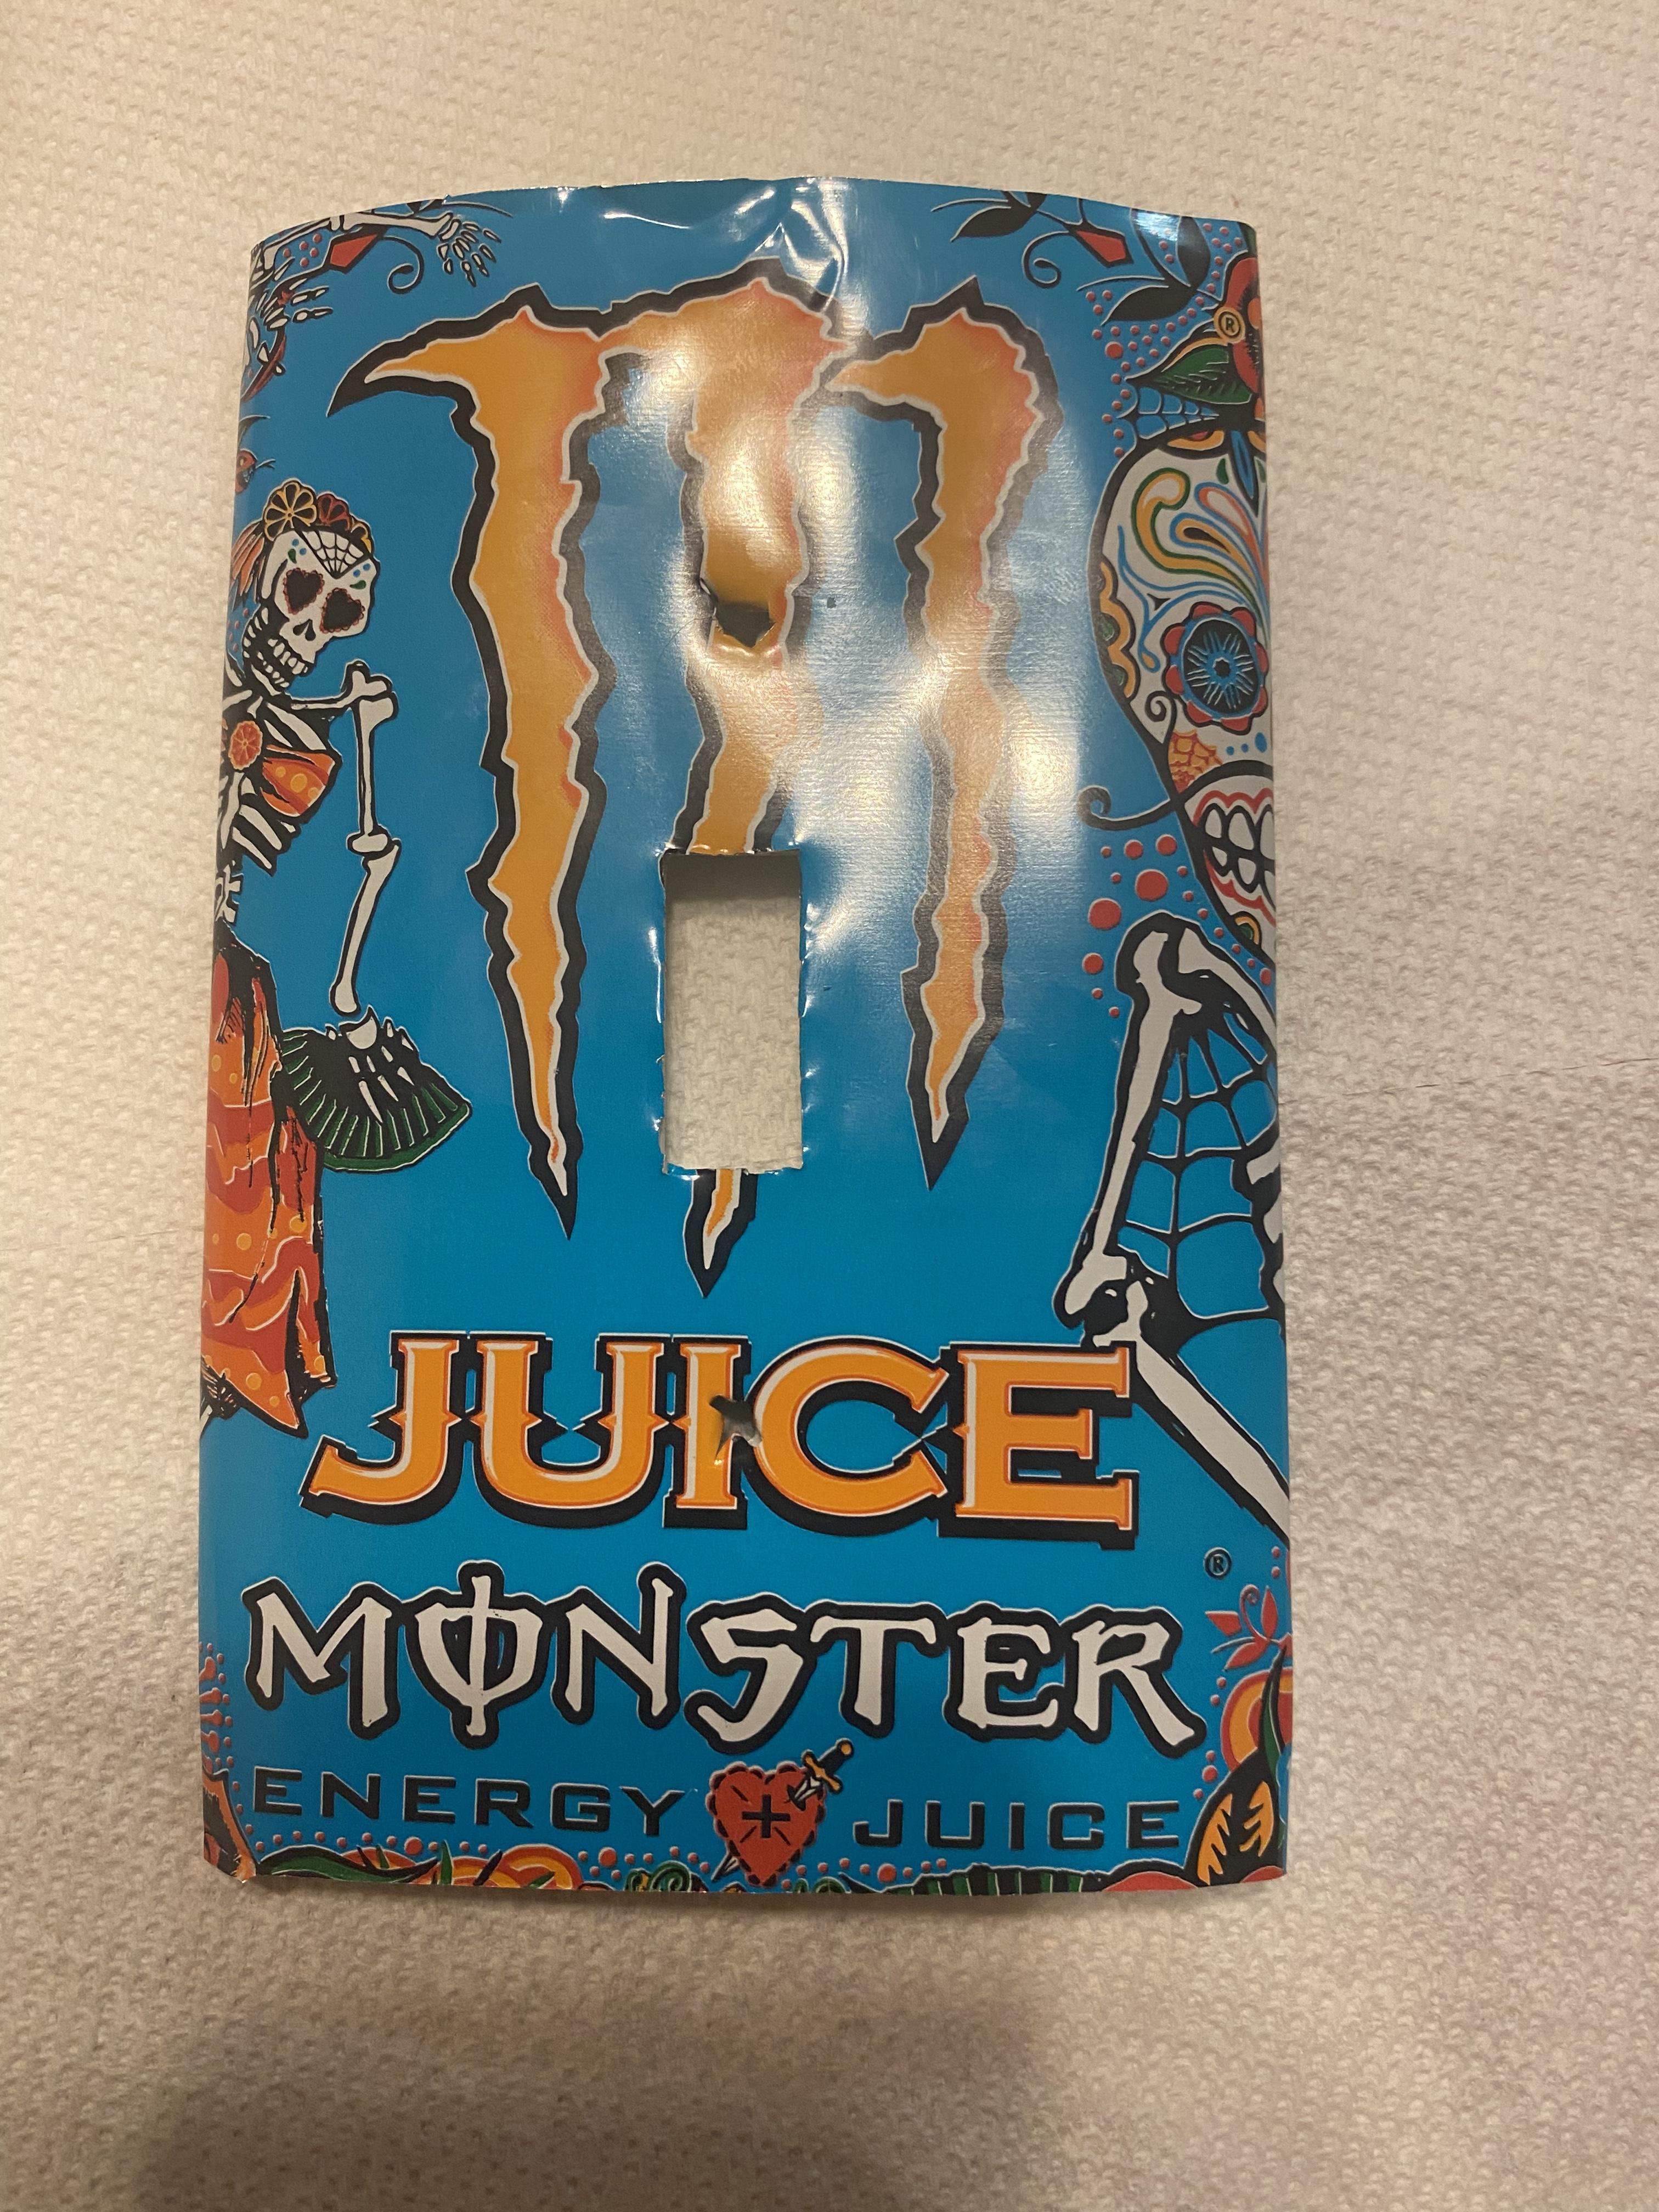 ®
JUICE
®
MONSTER
ENERGY + JUICE